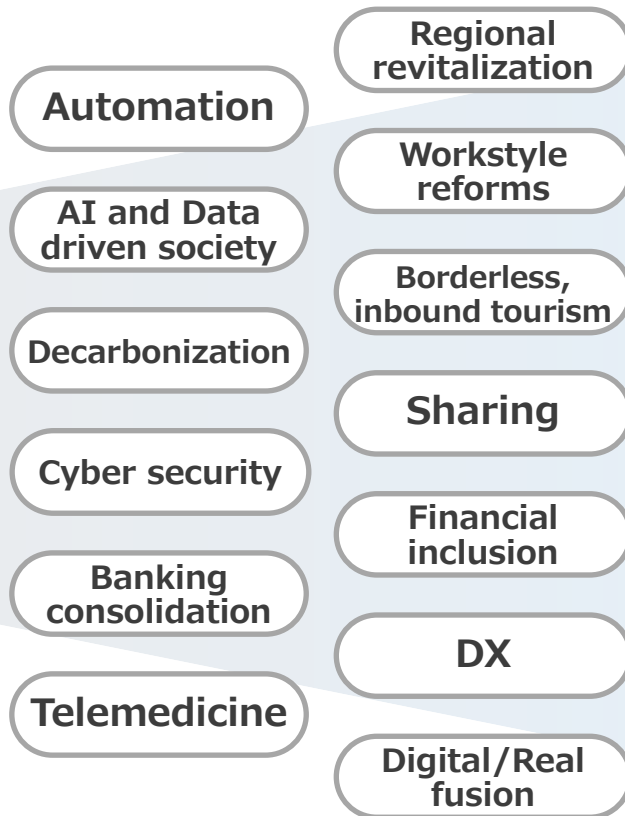 Automation
AI and Data
driven society
Decarbonization
Cyber security
Banking
consolidation
Telemedicine
Regional
revitalization
Workstyle
reforms
Borderless,
inbound tourism
Sharing
Financial
inclusion
DX
Digital/Real
fusion